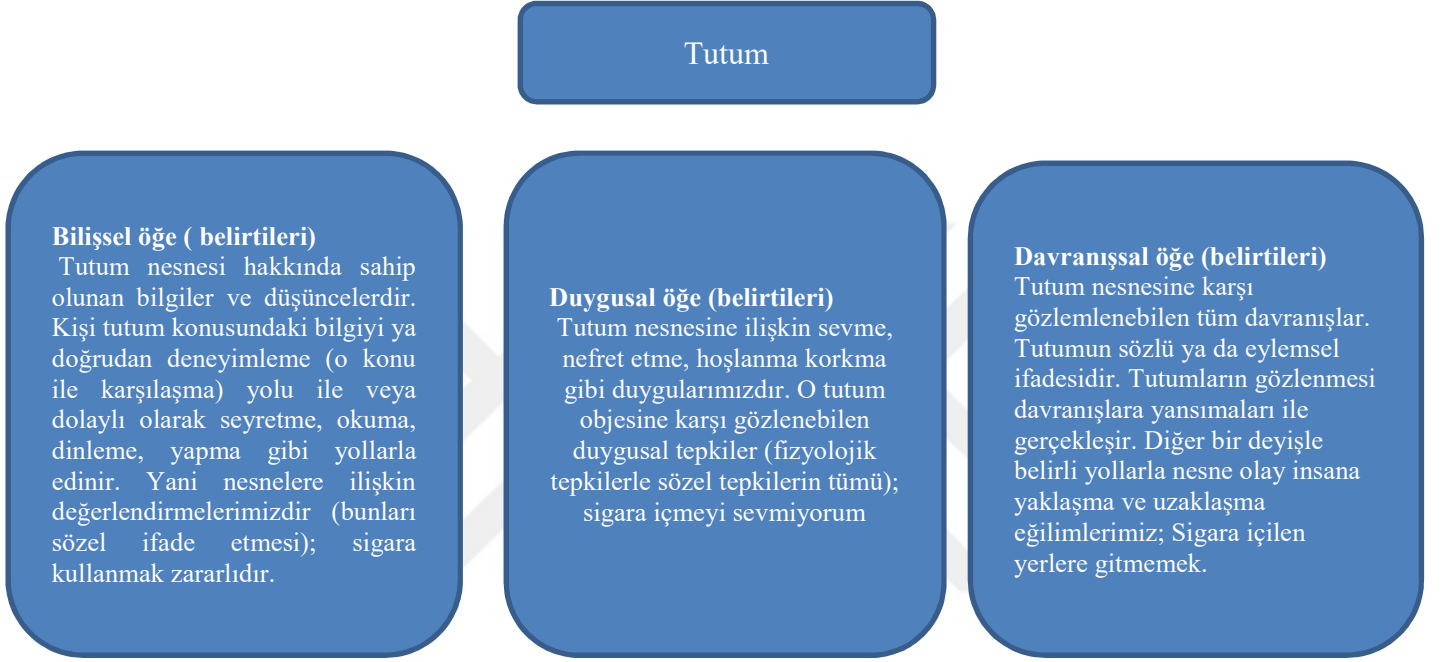 Tutum
Bilişsel öğe ( belirtileri)
Tutum nesnesi hakkında sahip
olunan bilgiler ve düşüncelerdir.
Kişi tutum konusundaki bilgiyi ya
doğrudan deneyimleme (o konu
ile karşılaşma) yolu ile veya
dolaylı olarak seyretme, okuma,
dinleme, yapma gibi yollarla
edinir. Yani nesnelere ilişkin
değerlendirmelerimizdir (bunları
sözel ifade etmesi); sigara
kullanmak zararlıdır.
Duygusal öğe (belirtileri)
Tutum nesnesine ilişkin sevme,
nefret etme, hoşlanma korkma
gibi duygularımızdır. O tutum
objesine karşı gözlenebilen
duygusal tepkiler (fizyolojik
tepkilerle sözel tepkilerin tümü);
sigara içmeyi sevmiyorum
Davranışsal öğe (belirtileri)
Tutum nesnesine karşı
gözlemlenebilen tüm davranışlar.
Tutumun sözlü ya da eylemsel
ifadesidir. Tutumların gözlenmesi
davranışlara yansımaları ile
gerçekleşir. Diğer bir deyişle
belirli yollarla nesne olay insana
yaklaşma ve uzaklaşma
eğilimlerimiz; Sigara içilen
yerlere gitmemek.